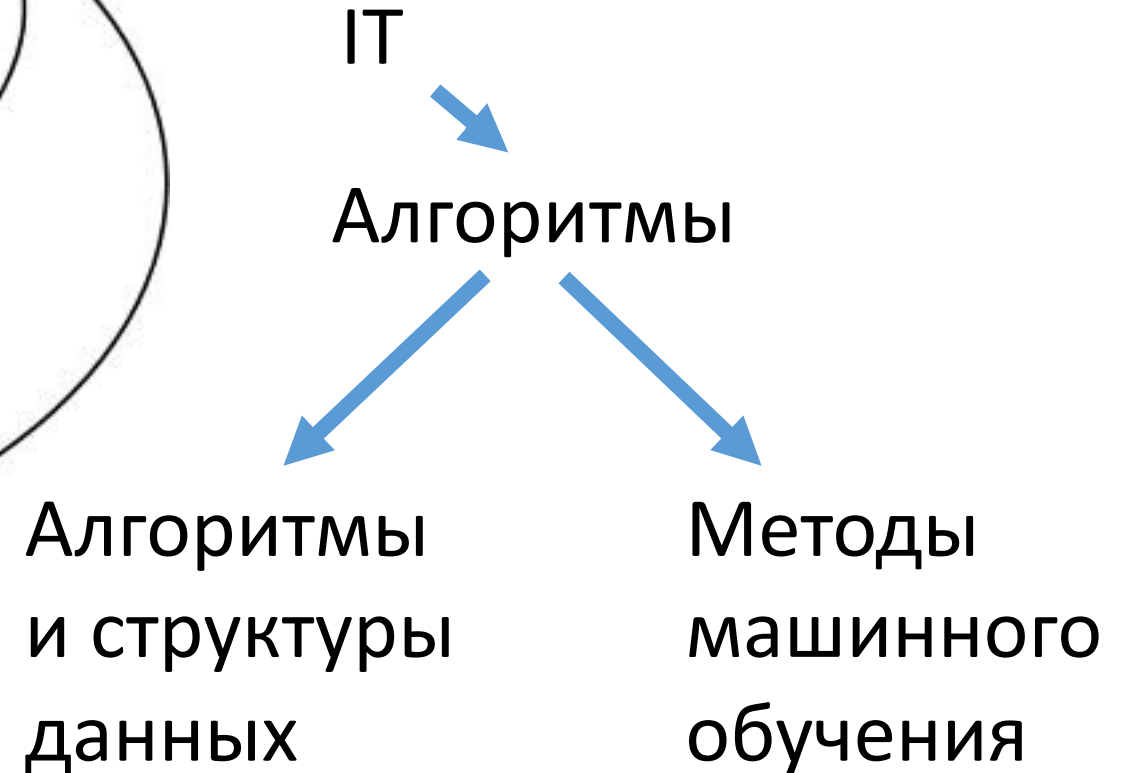 IT
Алгоритмы
Алгоритмы
и структуры
данных
Методы
машинного
обучения